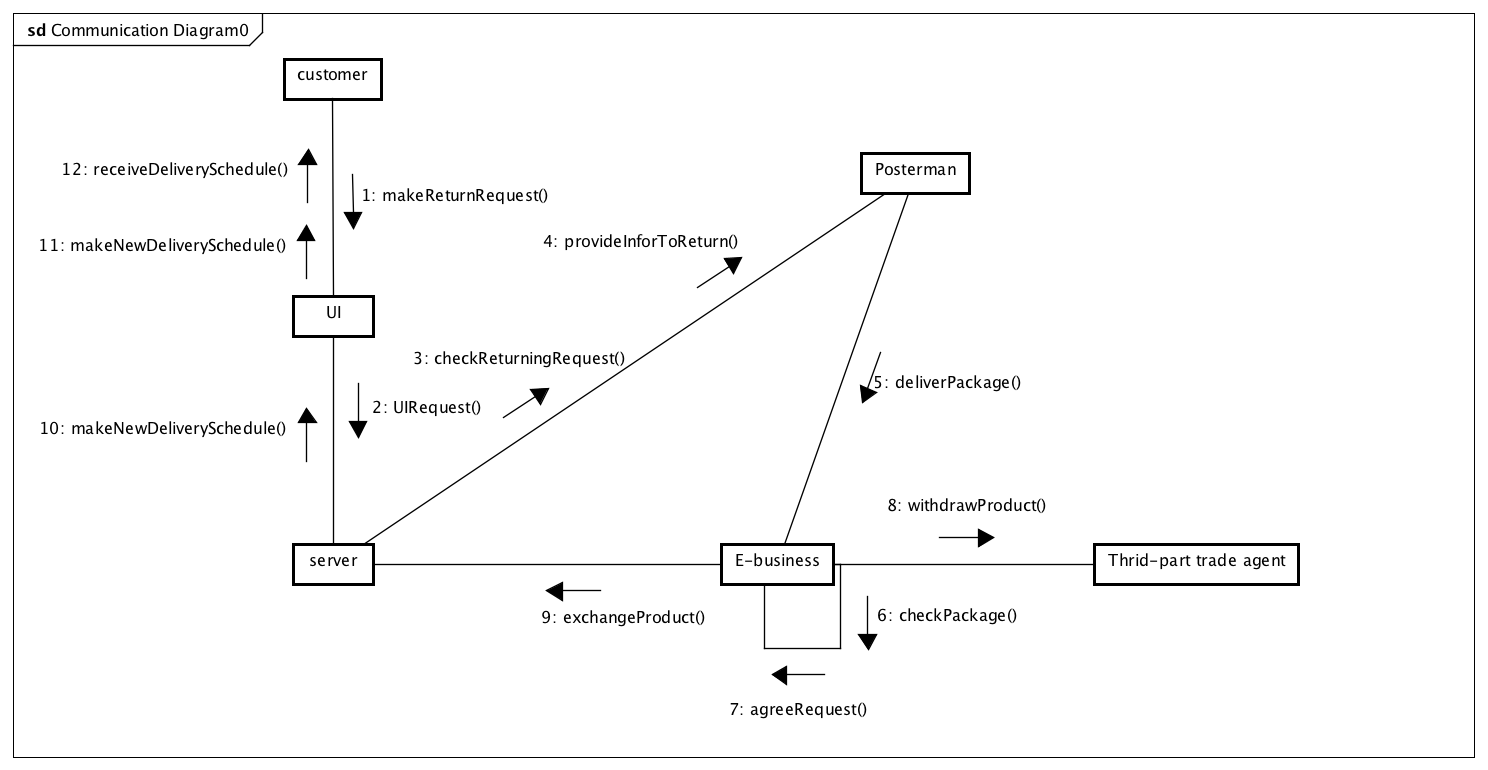 sd Communication Diagram0
customer
12: receiveDeliverySchedule()
Posterman
1: makeReturnRequest()
11: makeNewDeliverySchedule()
4: provideInforToReturn()
UI
3: checkReturningRequest()
5: deliverPackage()
2: UIRequest()
10: makeNewDeliverySchedule()
8: withdrawProduct()
server
E-business
Thrid-part trade agent
9: exchangeProduct()
6: checkPackage()
7: agreeRequest()